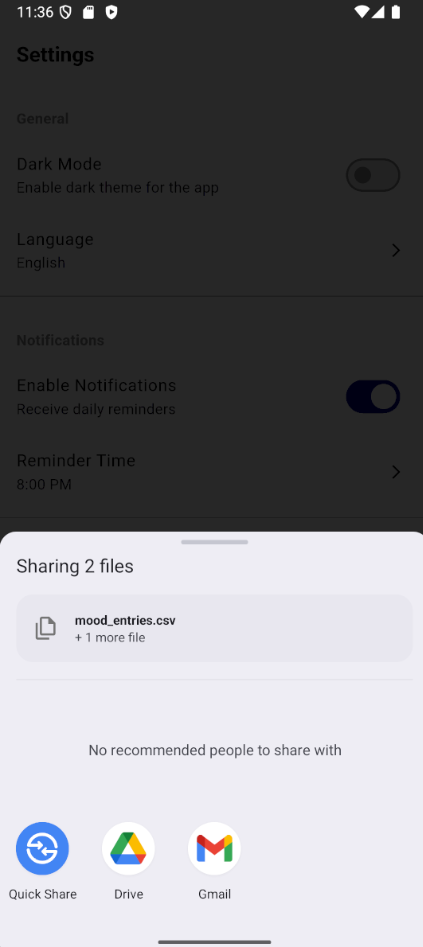 11:36
Settings
General
Dark Mode
Enable dark theme for the app
Language
English
Notifications
Enable Notifications
Receive daily reminders
Reminder Time
8:00 PM
Sharing 2 files
mood_entries.csv
+ 1 more file
No recommended people to share with
Quick Share
Drive
Gmail